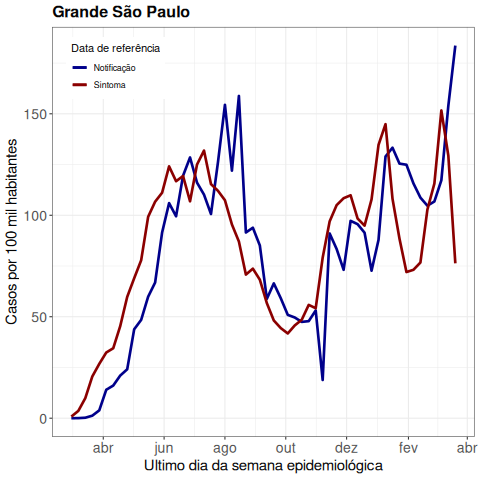 Grande São Paulo
Data de referência
Notificação
Sintoma
Casos por 100 mil habitantes
150
100
50
0
abr jun ago out dez fev abr
Ultimo dia da semana epidemiológica